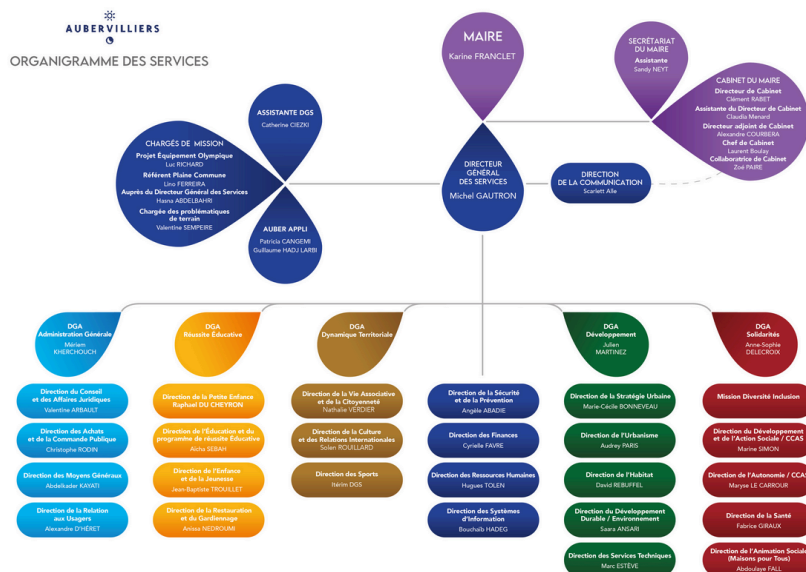 AUBERVILLIERS
ORGANIGRAMME DES SERVICES
MAIRE
Karine FRANCLET
SECRÉTARIAT
DU MAIRE
Assistante
Sandy NEYT
CABINET DU MAIRE
Directeur de Cabinet
Clément RABET
Assistante du Directeur de Cabinet
Claudia Menard
Directeur adjoint de Cabinet
Alexandre COURBERA
Chef de Cabinet
Laurent Boulay
Collaboratrice de Cabinet
Zoé PAIRE
ASSISTANTE DGS
Catherine CIEZKI
CHARGÉS DE MISSION
Projet Équipement Olympique
Luc RICHARD
Référent Plaine Commune
Lino FERREIRA
Auprès du Directeur Général des Services
Hasna ABDELBAHRI
Chargée des problématiques
de terrain
Valentine SEMPEIRE
AUBER APPLI
Patricia CANGEMI
Guillaume HADJ LARBI
DIRECTEUR
GÉNÉRAL
DES SERVICES
Michel GAUTRON
DIRECTION
DE LA COMMUNICATION
Scarlett Alle
DGA
Administration Générale
Mériem
KHERCHOUCH
Direction du Conseil
et des Affaires Juridiques
Valentine ARBAULT
Direction des Achats
et de la Commande Publique
Christophe RODIN
Direction des Moyens Généraux
Abdelkader KAYATI
Direction de la Relation
aux Usagers
Alexandre D'HÉRET
DGA
Réussite Éducative
Direction de la Petite Enfance
Raphael DU CHEYRON
Direction de l'Éducation et du
programme de réussite Éducative
Aïcha SEBAH
Direction de l'Enfance
et de la Jeunesse
Jean-Baptiste TROUILLET
Direction de la Restauration
et du Gardiennage
Anissa NEDROUMI
DGA
Dynamique Territoriale
Direction de la Vie Associative
et de la Citoyenneté
Nathalie VERDIER
Direction de la Culture
et des Relations Internationales
Solen ROUILLARD
Direction des Sports
Itérim DGS
Direction de la Sécurité
et de la Prévention
Angèle ABADIE
Direction des Finances
Cyrielle FAVRE
Direction des Ressources Humaines
Hugues TOLEN
Direction des Systèmes
d'Information
Bouchaïb HADEG
DGA
Développement
Julien
MARTINEZ
Direction de la Stratégie Urbaine
Marie-Cécile BONNEVEAU
Direction de l'Urbanisme
Audrey PARIS
Direction de l'Habitat
David REBUFFEL
Direction du Développement
Durable / Environnement
Saara ANSARI
Direction des Services Techniques
Marc ESTÈVE
DGA
Solidarités
Anne-Sophie
DELECROIX
Mission Diversité Inclusion
Direction du Développement
et de l'Action Sociale / CCAS
Marine SIMON
Direction de l'Autonomie / CCAS
Maryse LE CARROUR
Direction de la Santé
Fabrice GIRAUX
Direction de l'Animation Sociale
(Maisons pour Tous)
Abdoulaye FALL